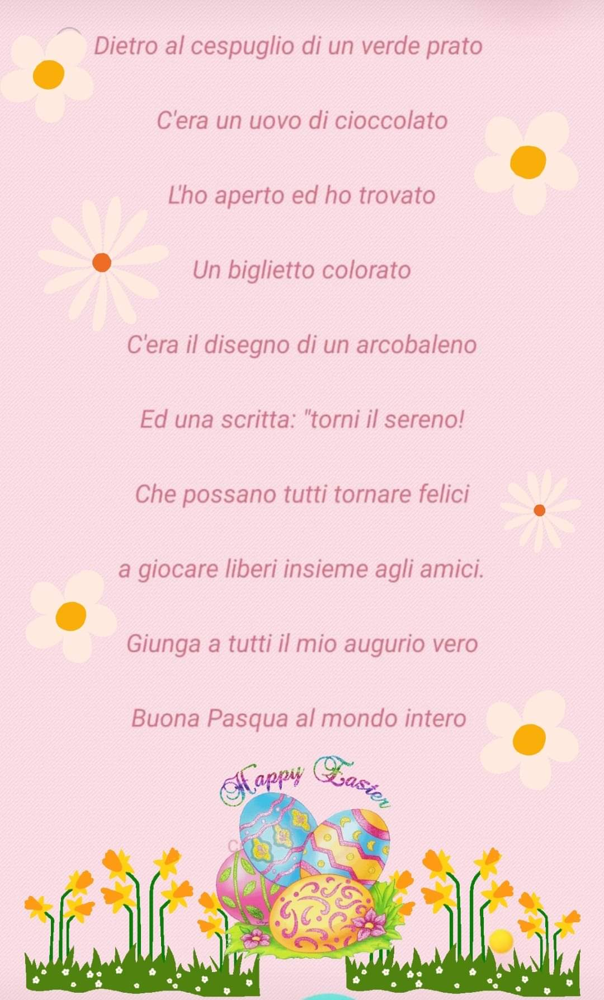 Dietro al cespuglio di un verde prato
C'era un uovo di cioccolato
L'ho aperto ed ho trovato
Un biglietto colorato
C'era il disegno di un arcobaleno
Ed una scritta: "torni il sereno!
Che possano tutti tornare felici
a giocare liberi insieme agli amici.
Giunga a tutti il mio augurio vero
Buona Pasqua al mondo intero
Happy Easter